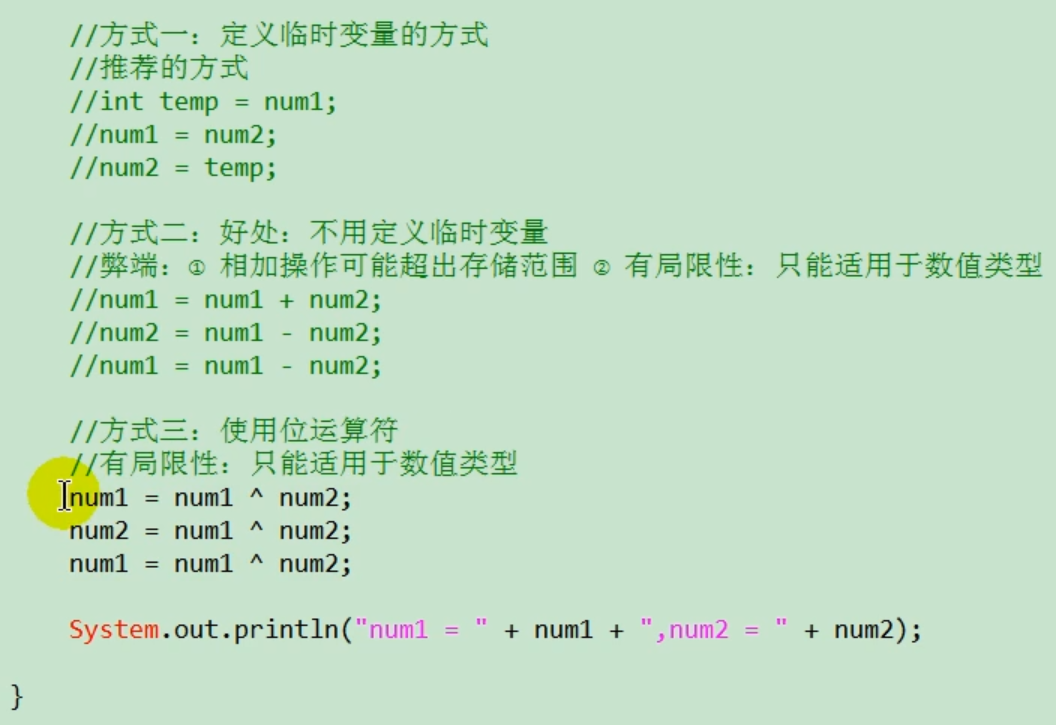 //方式一：定义临时变量的方式
//推荐的方式
//int temp = num1;
//num1 = num2;
//num2 = temp;
//方式二：好处：不用定义临时变量
//弊端：① 相加操作可能超出存储范围 ② 有局限性：只能适用于数值类型
//num1 = num1 + num2;
//num2 = num1 - num2;
//num1 = num1 - num2;
//方式三：使用位运算符
//有局限性：只能适用于数值类型
num1 = num1 ^ num2;
num2 = num1 ^ num2;
num1 = num1 ^ num2;
System.out.println("num1 = " + num1 + ",num2 = " + num2);
}